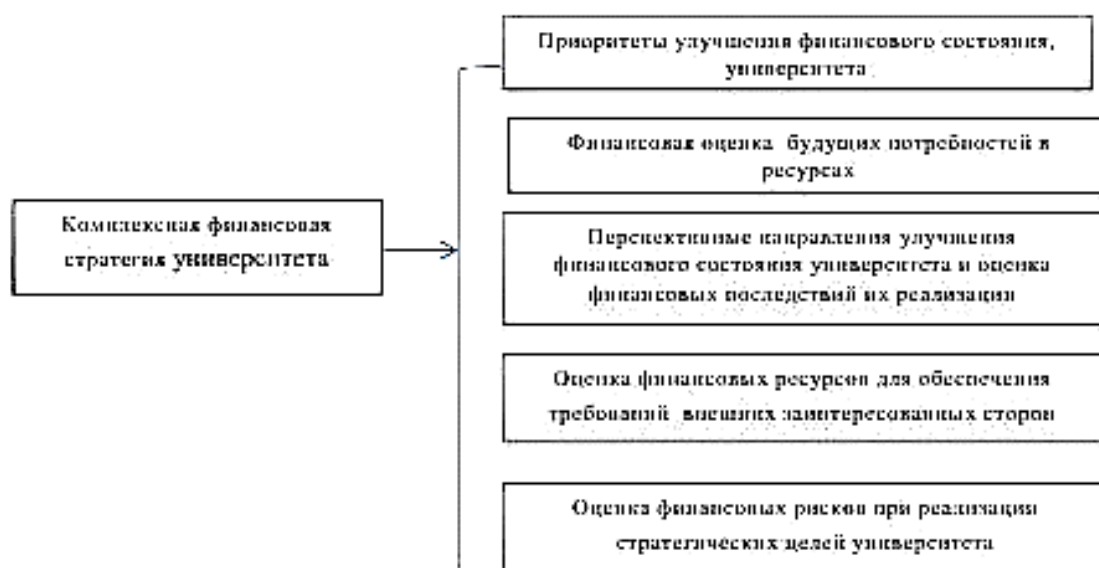 Приоритеты улучшения финансового состояния,
университета
Финансовая оценка будущих потребностей в
ресурсах
Комплексная финансовая
стратегия университета
Перспективные направления улучшения
финансового состояния университета и оценка
финансовых последствий их реализации
Оценка финансовых ресурсов для обеспечения
требований внешних заинтересованных сторон
Оценка финансовых рисков при реализации
стратегических целей университета